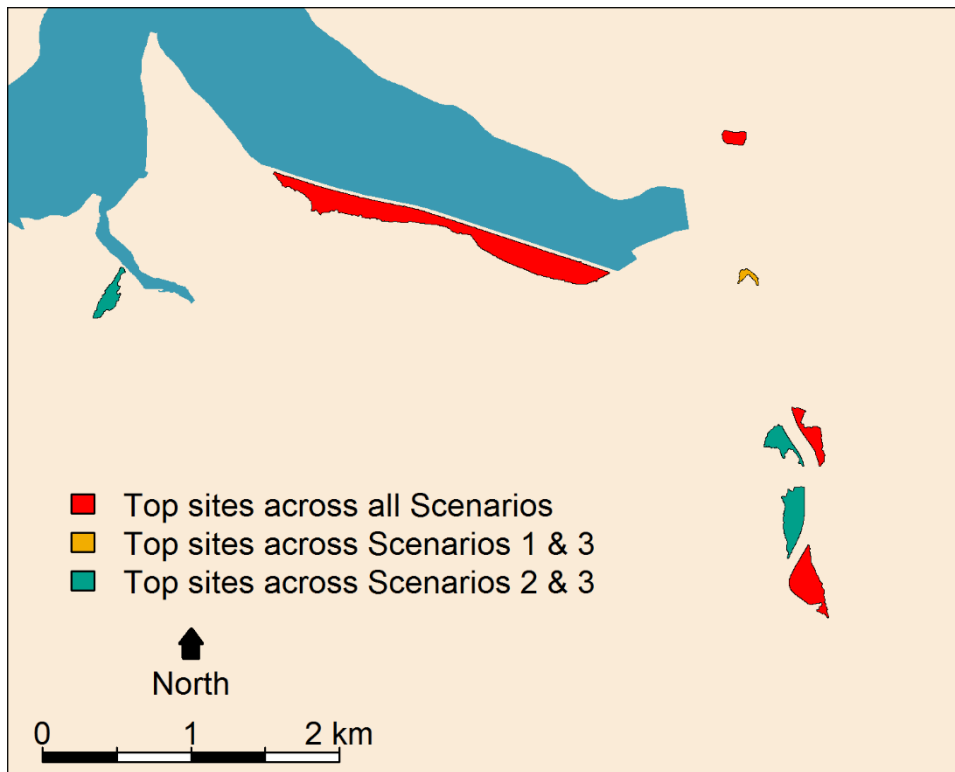 Top sites across all Scenarios
Top sites across Scenarios 1 & 3
Top sites across Scenarios 2 & 3
North
0 1 2 km